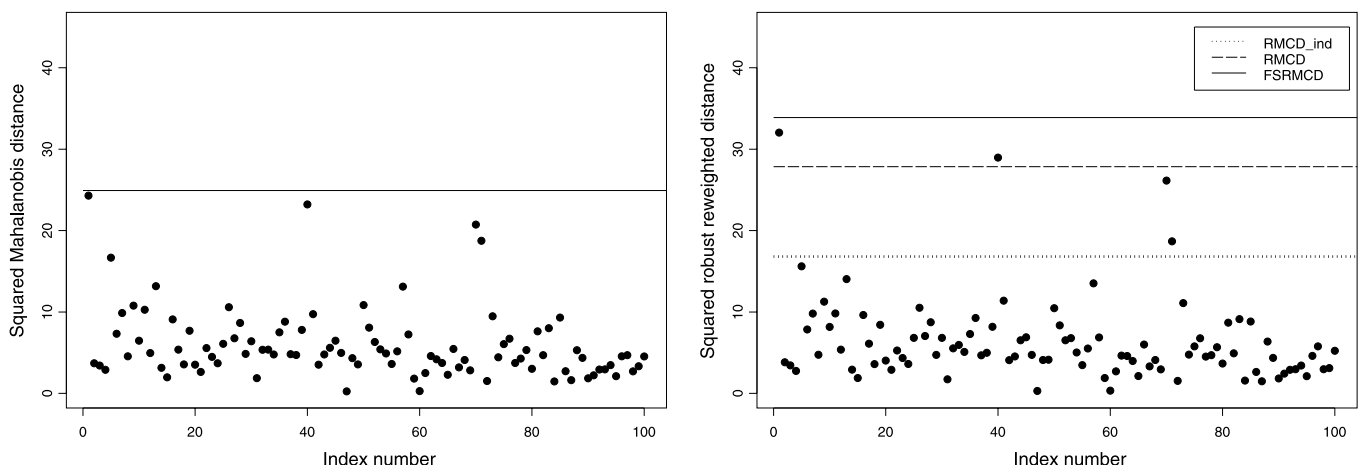 Squared Mahalanobis distance
40
30
20
10
0
0 20 40 60 80 100
Index number
Squared robust reweighted distance
40
30
20
10
0
RMCD_ind
RMCD
FSRMCD
0 20 40 60 80 100
Index number